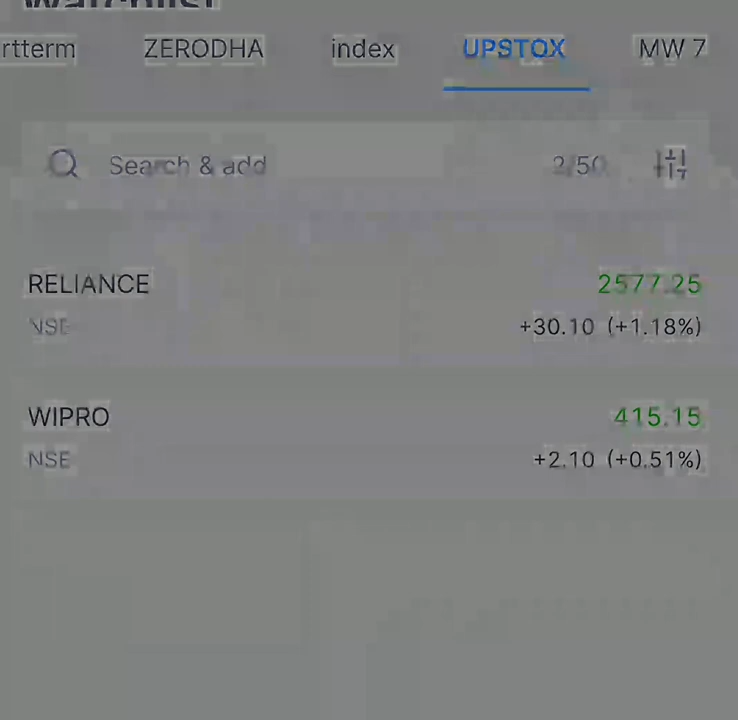 Watchlist
rtterm ZERODHA index UPSTOX MW 7
Search & add 2/50
RELIANCE 2577.25
NSE +30.10 (+1.18%)
WIPRO 415.15
NSE +2.10 (+0.51%)